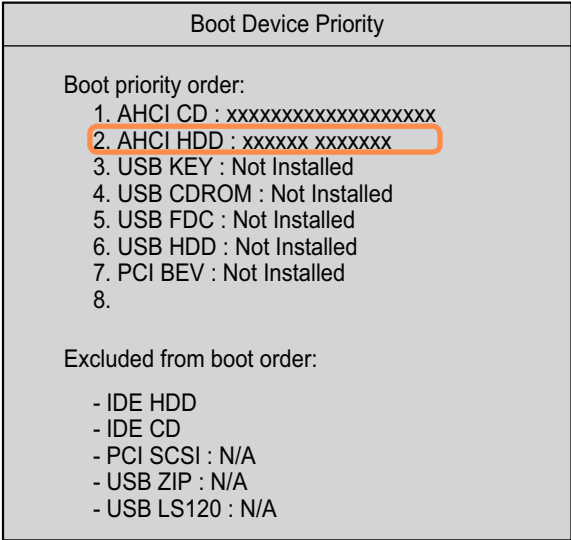 Boot Device Priority
Boot priority order:
1. AHCI CD : xxxxxxxxxxxxxxxxxxx
2. AHCI HDD : xxxxxx xxxxxxx
3. USB KEY : Not Installed
4. USB CDROM : Not Installed
5. USB FDC : Not Installed
6. USB HDD : Not Installed
7. PCI BEV : Not Installed
8.
Excluded from boot order:
- IDE HDD
- IDE CD
- PCI SCSI : N/A
- USB ZIP : N/A
- USB LS120 : N/A